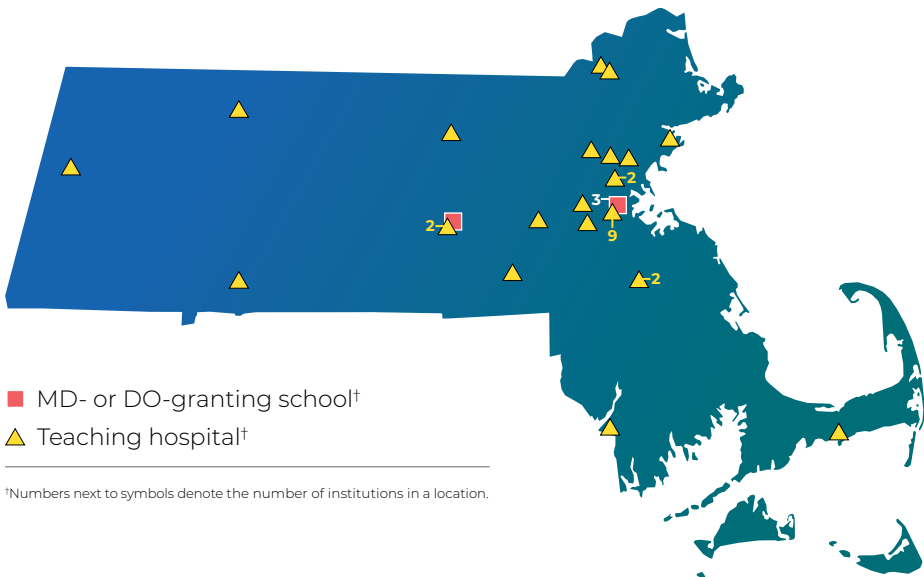 2
3
9
2
2
MD- or DO-granting school†
Teaching hospital†
†Numbers next to symbols denote the number of institutions in a location.